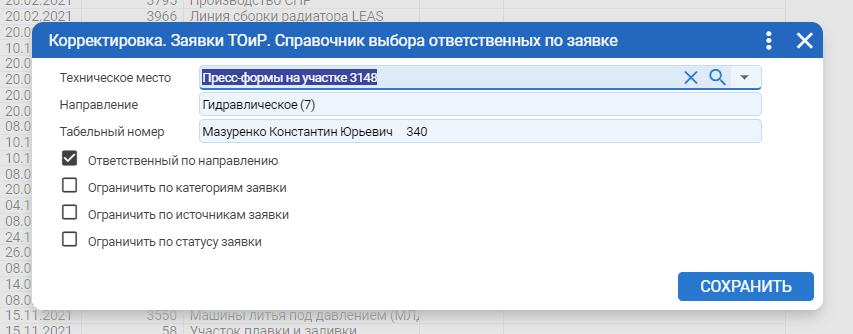 20.02.2021 3795 Производство СПР
20.02.2021 3966 Линия сборки радиатора LEAS
Корректировка. Заявки ТОиР. Справочник выбора ответственных по заявке
Техническое место Пресс-формы на участке 3148
Направление Гидравлическое (7)
Табельный номер Мазуренко Константин Юрьевич 340
Ответственный по направлению
Ограничить по категориям заявки
Ограничить по источникам заявки
Ограничить по статусу заявки
СОХРАНИТЬ
15.11.2021 3550 Машины литья под давлением (МЛД
15.11.2021 58 Участок плавки и заливки